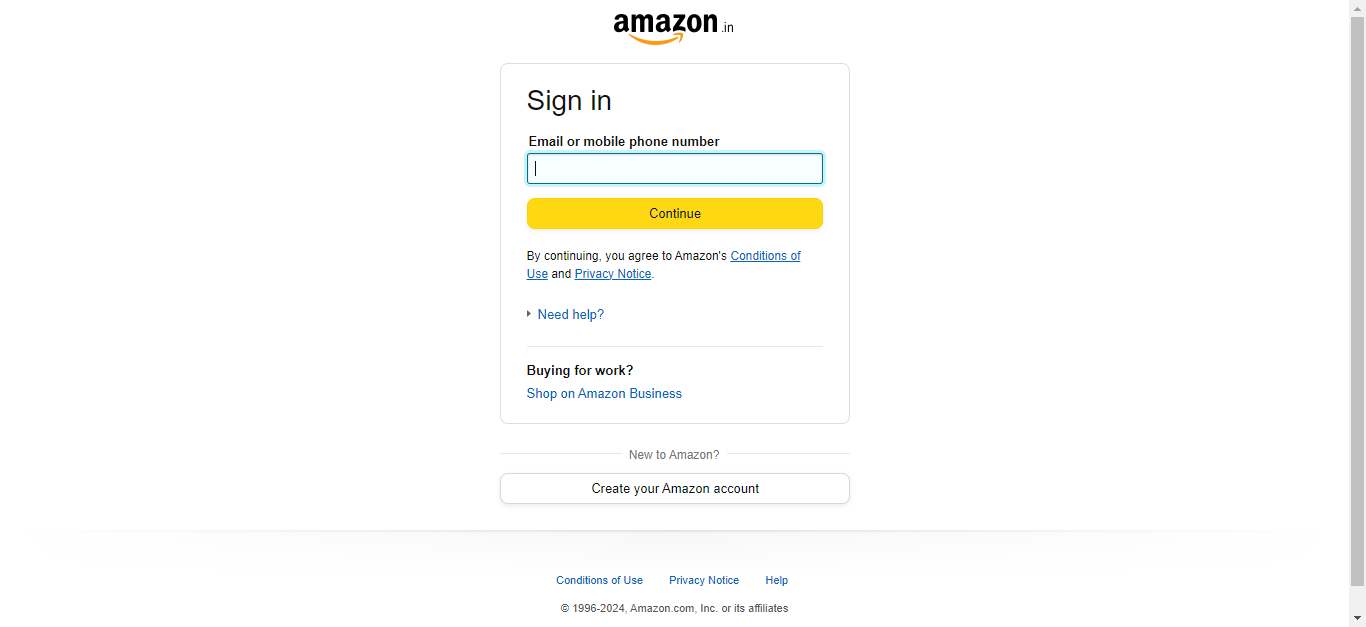 amazon.in
Sign in
Email or mobile phone number
Continue
By continuing, you agree to Amazon's Conditions of
Use and Privacy Notice.
Need help?
Buying for work?
Shop on Amazon Business
New to Amazon?
Create your Amazon account
Conditions of Use Privacy Notice Help
© 1996-2024, Amazon.com, Inc. or its affiliates